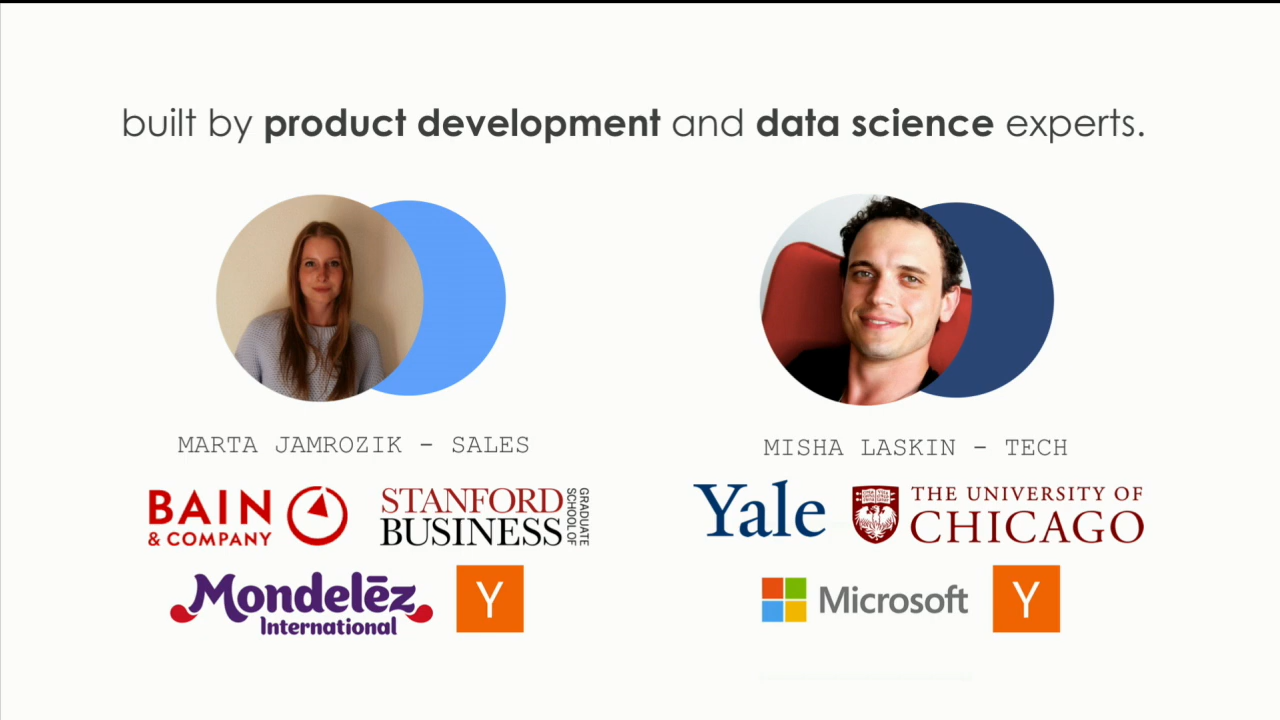 built by product development and data science experts.
MARTA JAMROZIK - SALES
BAIN
& COMPANY
STANFORD
BUSINESS
GRADUATE
SCHOOL OF
Mondelēz
International
Y
MISHA LASKIN - TECH
Yale
THE UNIVERSITY OF
CHICAGO
Microsoft
Y